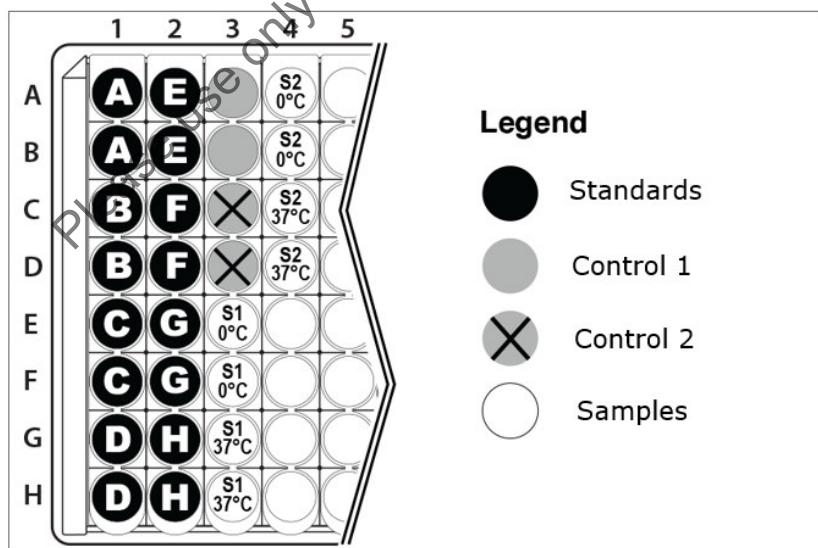 1 2 3 4 5
A A E S2 0°C
B A E S2 0°C
C B F S2 37°C
D B F S2 37°C
E C G S1 0°C
F C G S1 0°C
G D H S1 37°C
H D H S1 37°C
Legend
Standards
Control 1
Control 2
Samples
use only